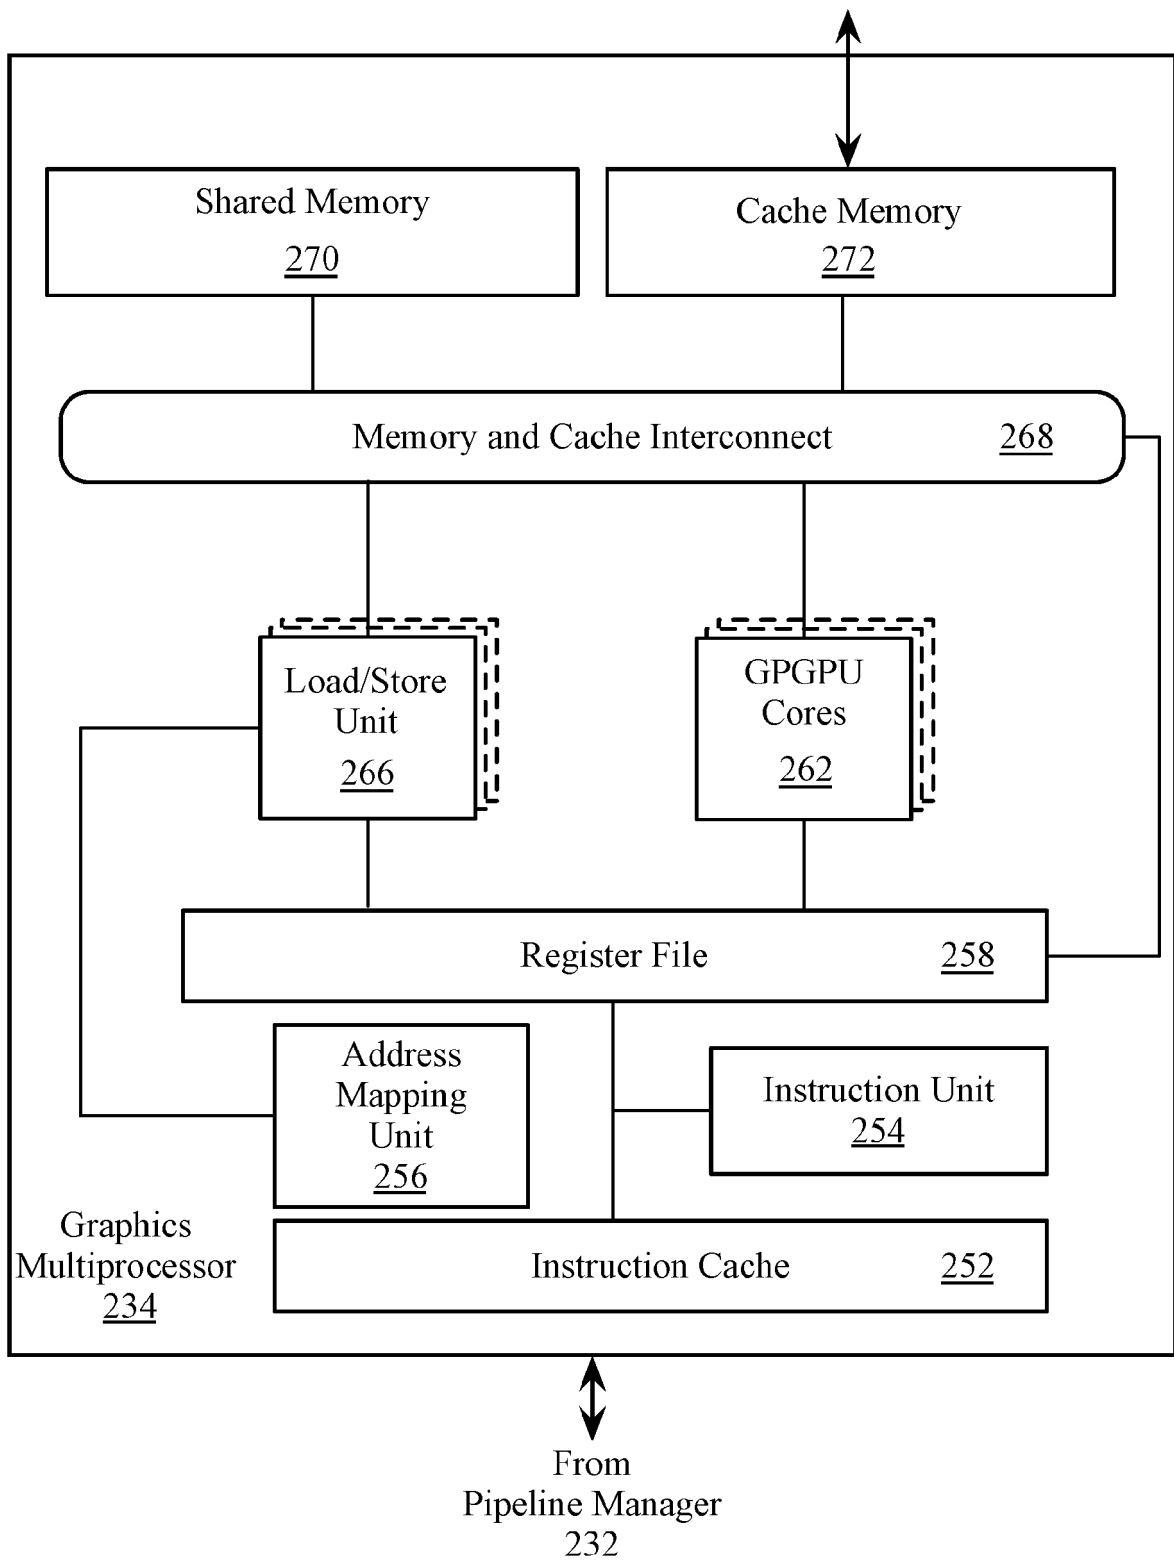 Shared Memory
270
Cache Memory
272
Memory and Cache Interconnect 268
Load/Store
Unit
266
GPGPU
Cores
262
Register File 258
Address
Mapping
Unit
256
Instruction Unit
254
Graphics
Multiprocessor
234
Instruction Cache 252
From
Pipeline Manager
232